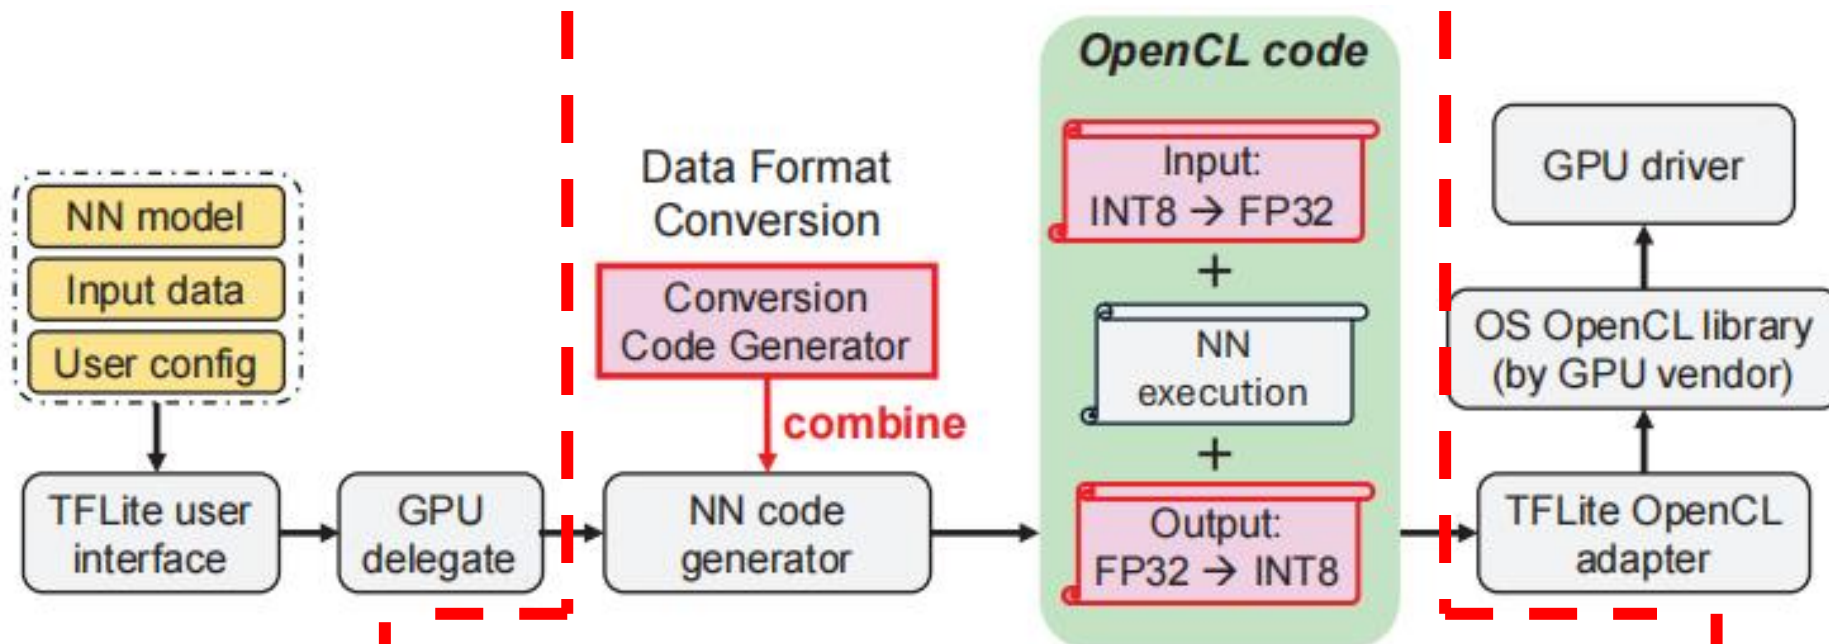 NN model
Input data
User config
TFLite user
interface
GPU
delegate
Data Format
Conversion
Conversion
Code Generator
combine
NN code
generator
OpenCL code
Input:
INT8 → FP32
+
NN
execution
+
Output:
FP32 → INT8
GPU driver
OS OpenCL library
(by GPU vendor)
TFLite OpenCL
adapter